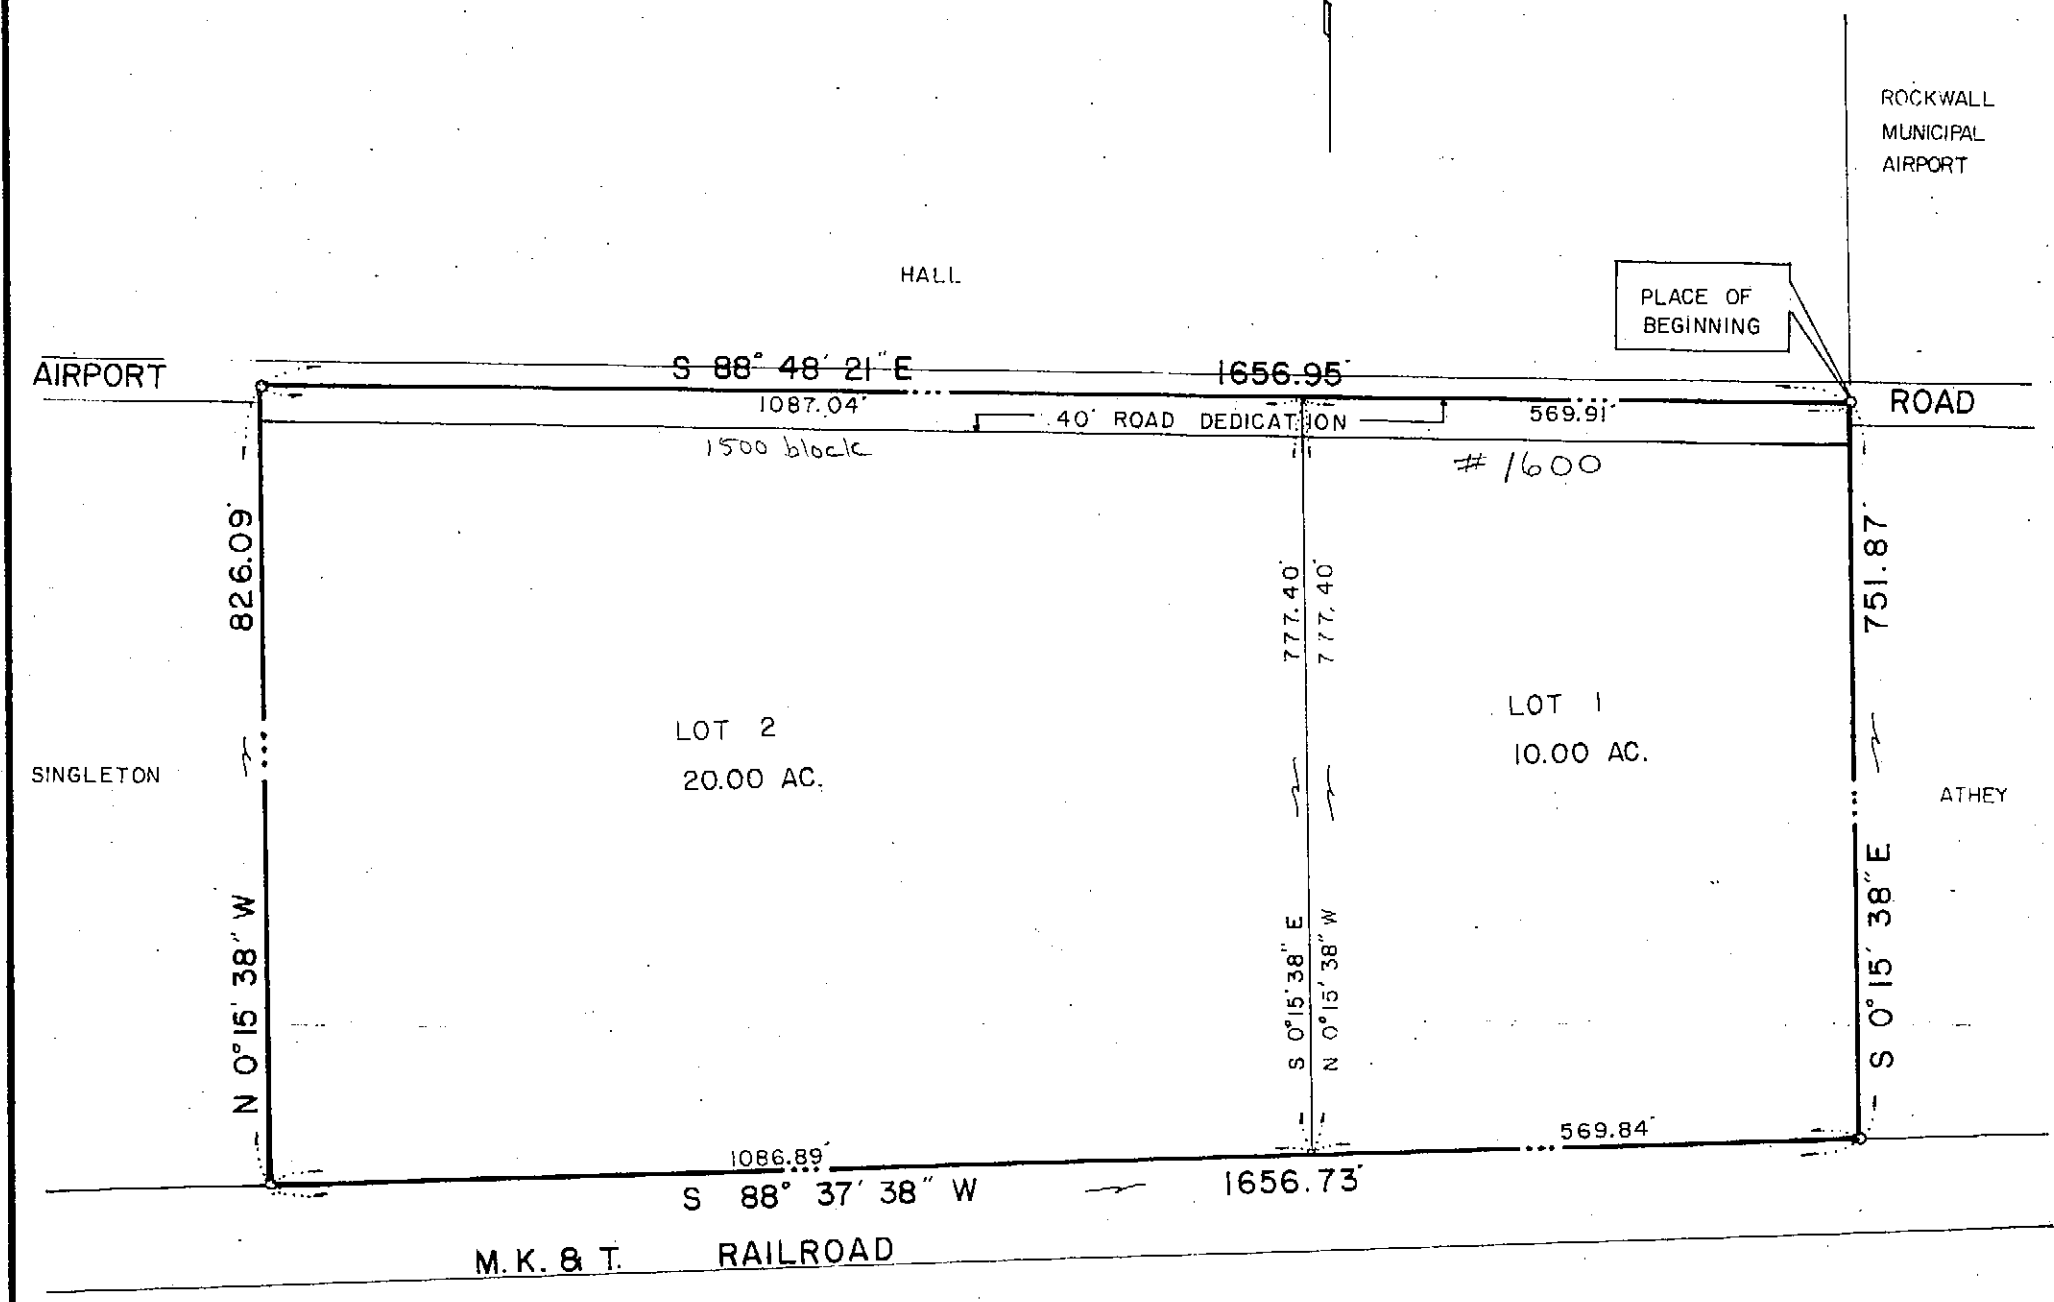 ROCKWALL
MUNICIPAL
AIRPORT
HALL
PLACE OF
BEGINNING
AIRPORT
S 88° 48' 21" E
1656.95'
ROAD
1087.04'
40' ROAD DEDICATION
569.91'
1500 block
# 1600
826.09'
777.40'
777.40'
751.87'
LOT 2
20.00 AC.
LOT 1
10.00 AC.
SINGLETON
ATHEY
N 0° 15' 38" W
S 0° 15' 38" E
N 0° 15' 38" W
S 0° 15' 38" E
1086.89'
569.84'
S 88° 37' 38" W
1656.73'
M. K. & T. RAILROAD